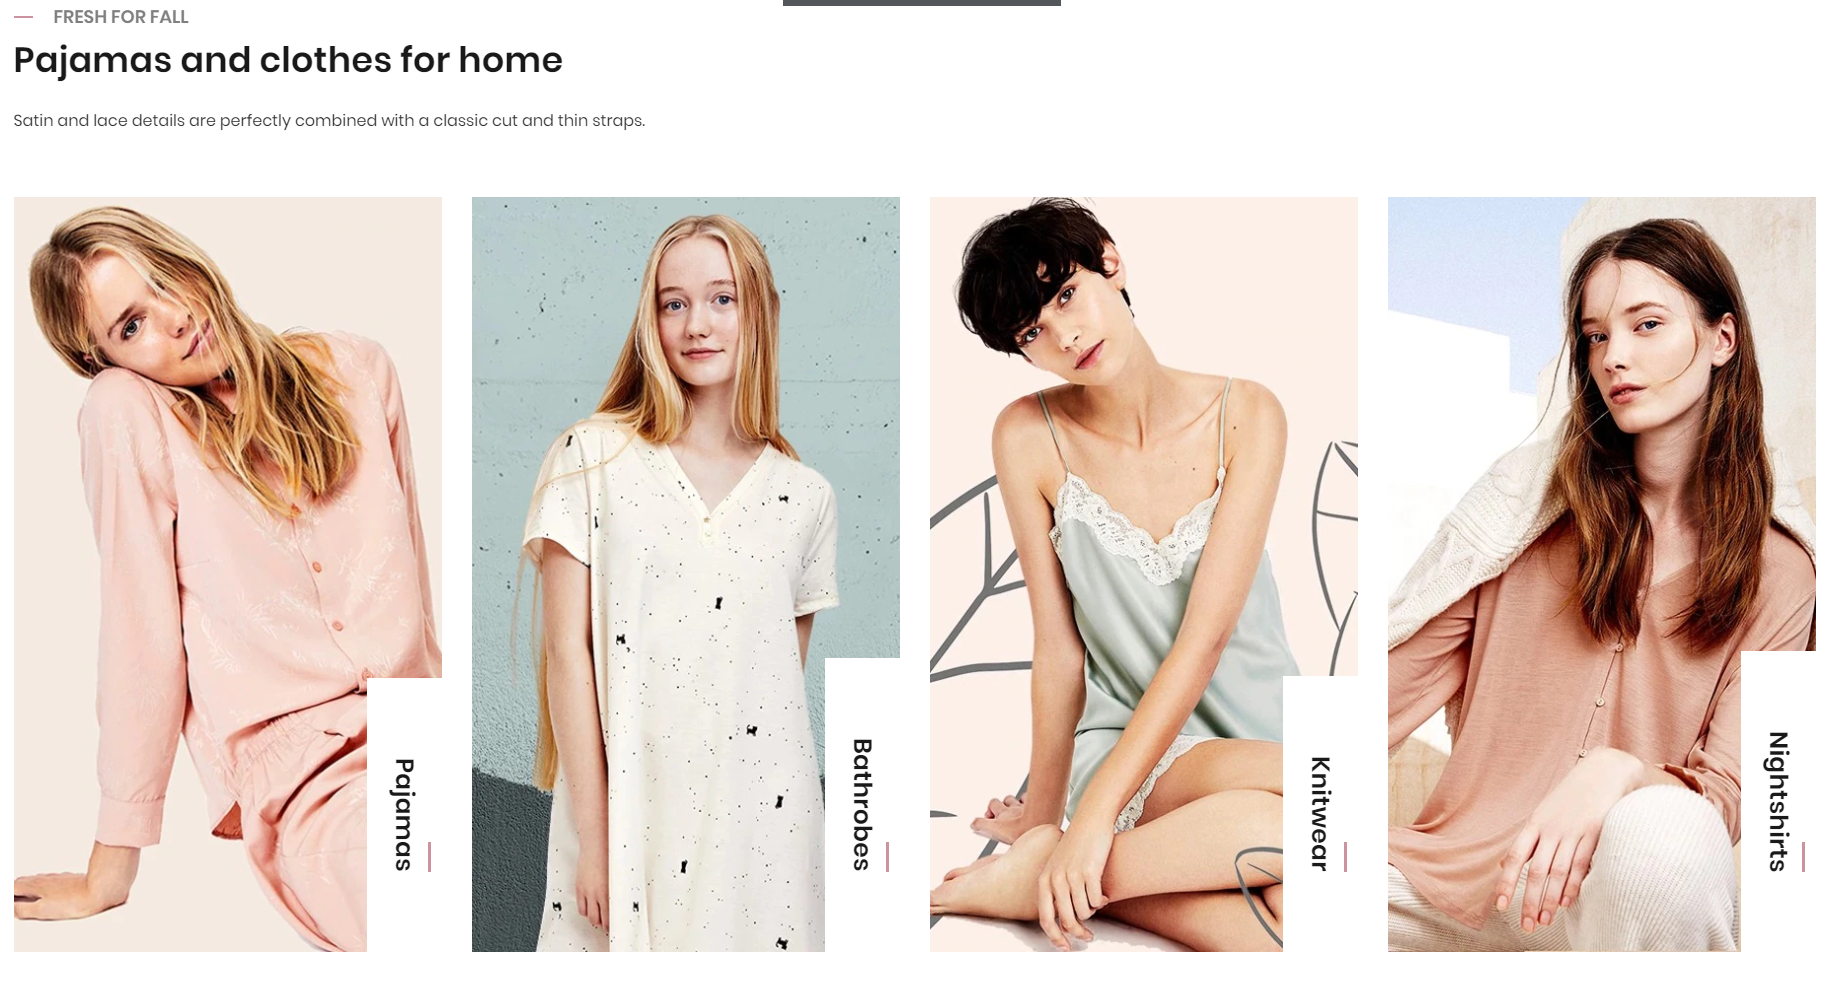 FRESH FOR FALL
Pajamas and clothes for home
Satin and lace details are perfectly combined with a classic cut and thin straps.
Pajamas
Bathrobes
Knitwear
Nightshirts